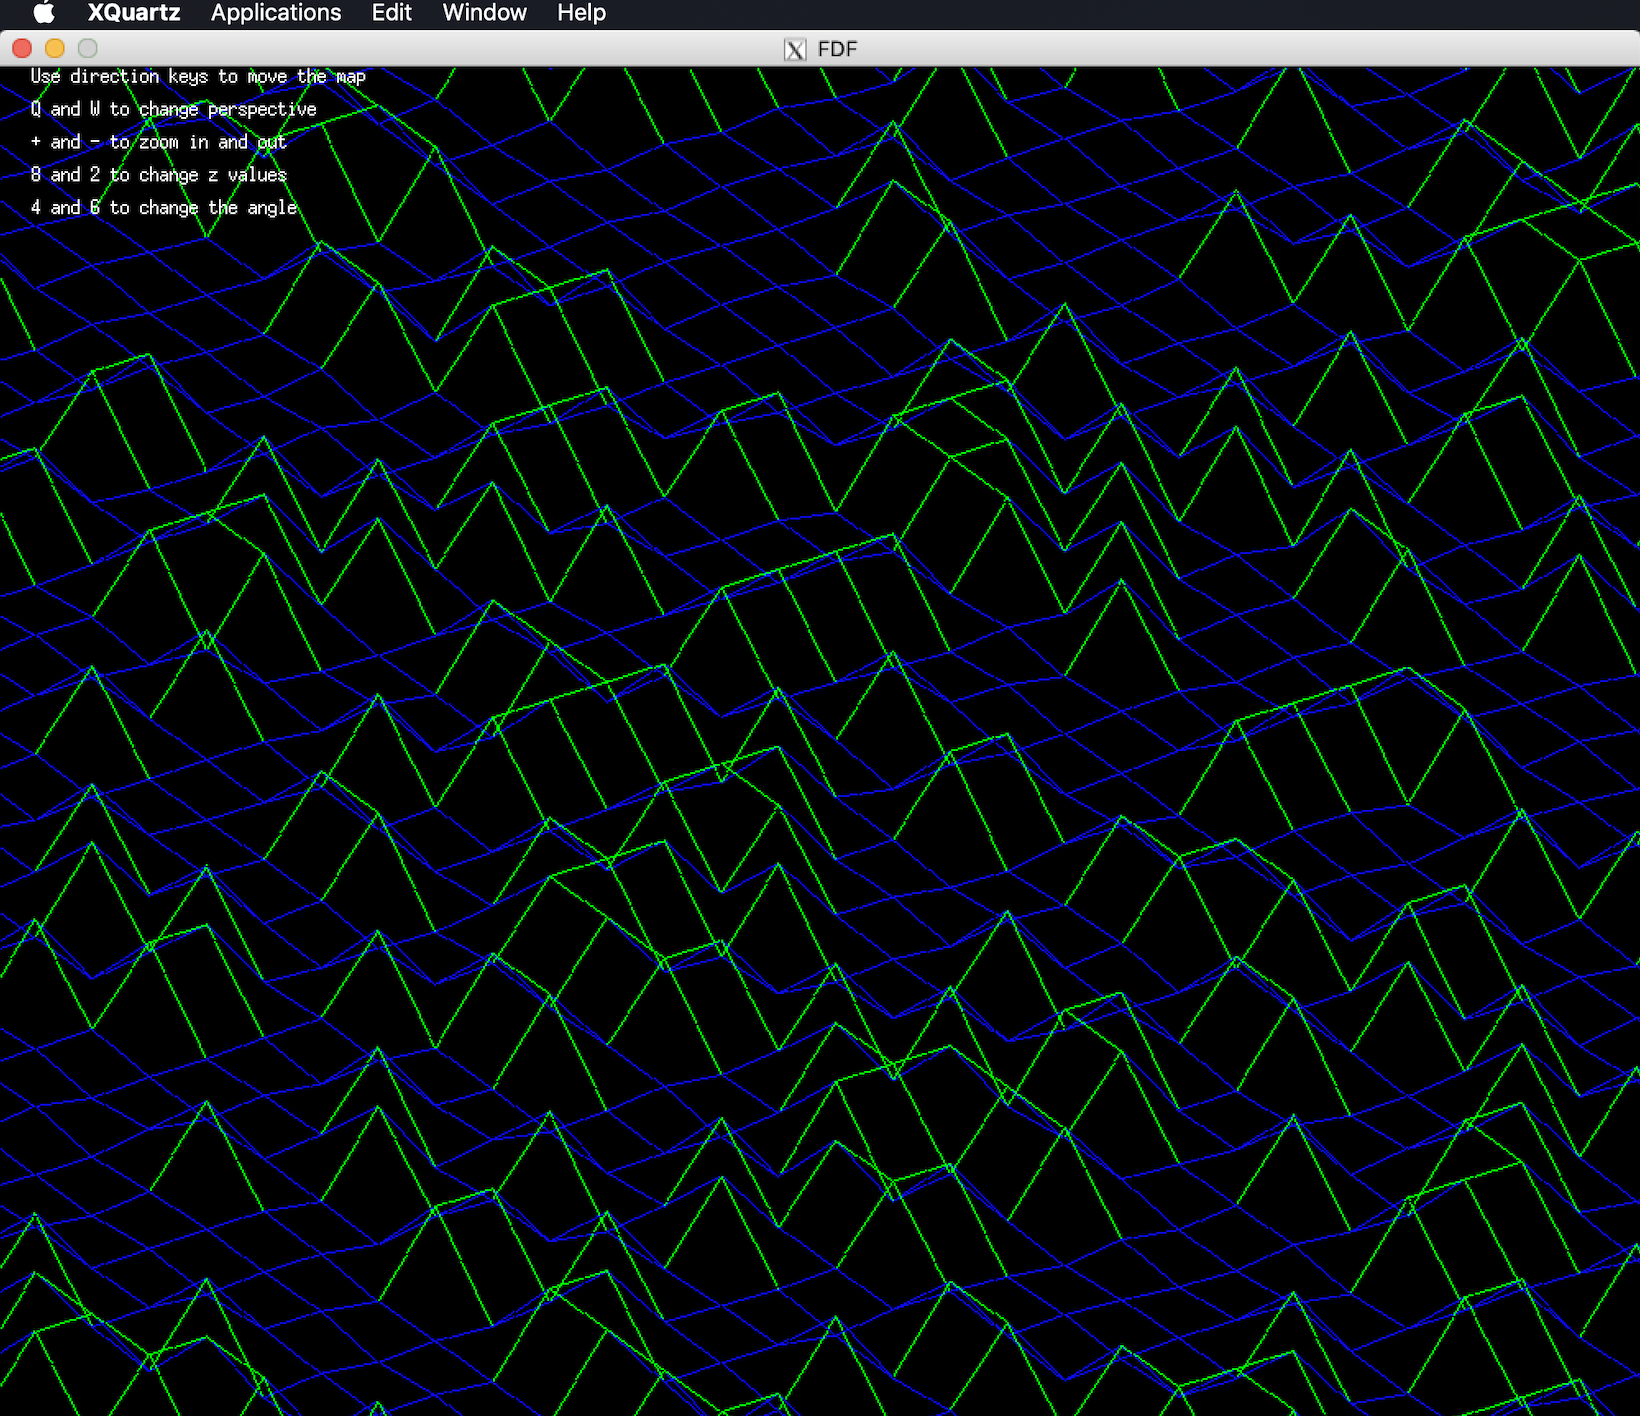 XQuartz Applications Edit Window Help
X FDF
Use direction keys to move the map
Q and W to change perspective
+ and - to zoom in and out
8 and 2 to change z values
4 and 6 to change the angle